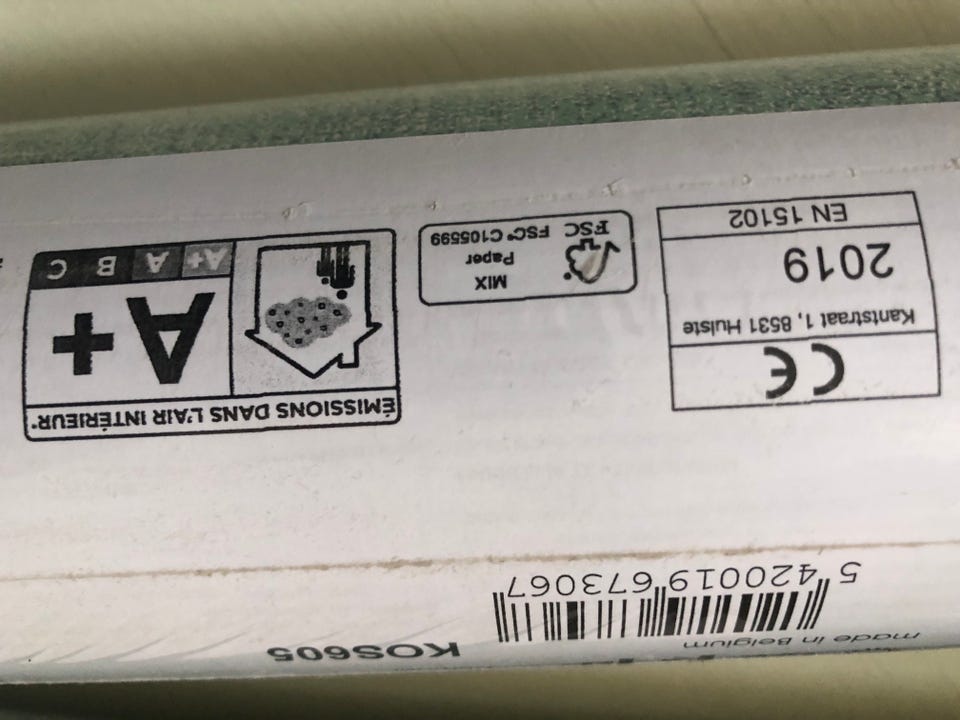 made in Belgium
KOS605
5 420019 673067
CE
Kantstraat 1, 8531 Hulste
2019
EN 15102
MIX
Paper
FSC
FSC® C105599
ÉMISSIONS DANS L'AIR INTÉRIEUR*
A+
A+ A B C